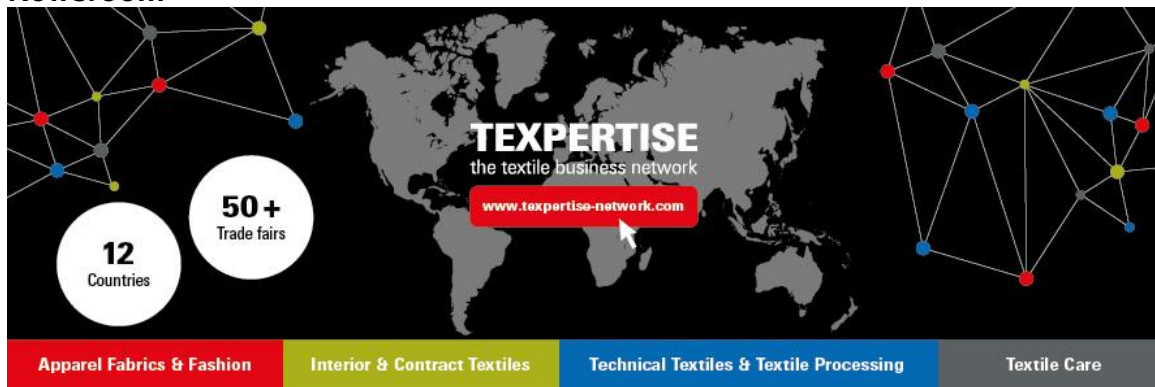 TEXPERTISE
the textile business network
www.texpertise-network.com
50+
Trade fairs
12
Countries
Apparel Fabrics & Fashion
Interior & Contract Textiles
Technical Textiles & Textile Processing
Textile Care